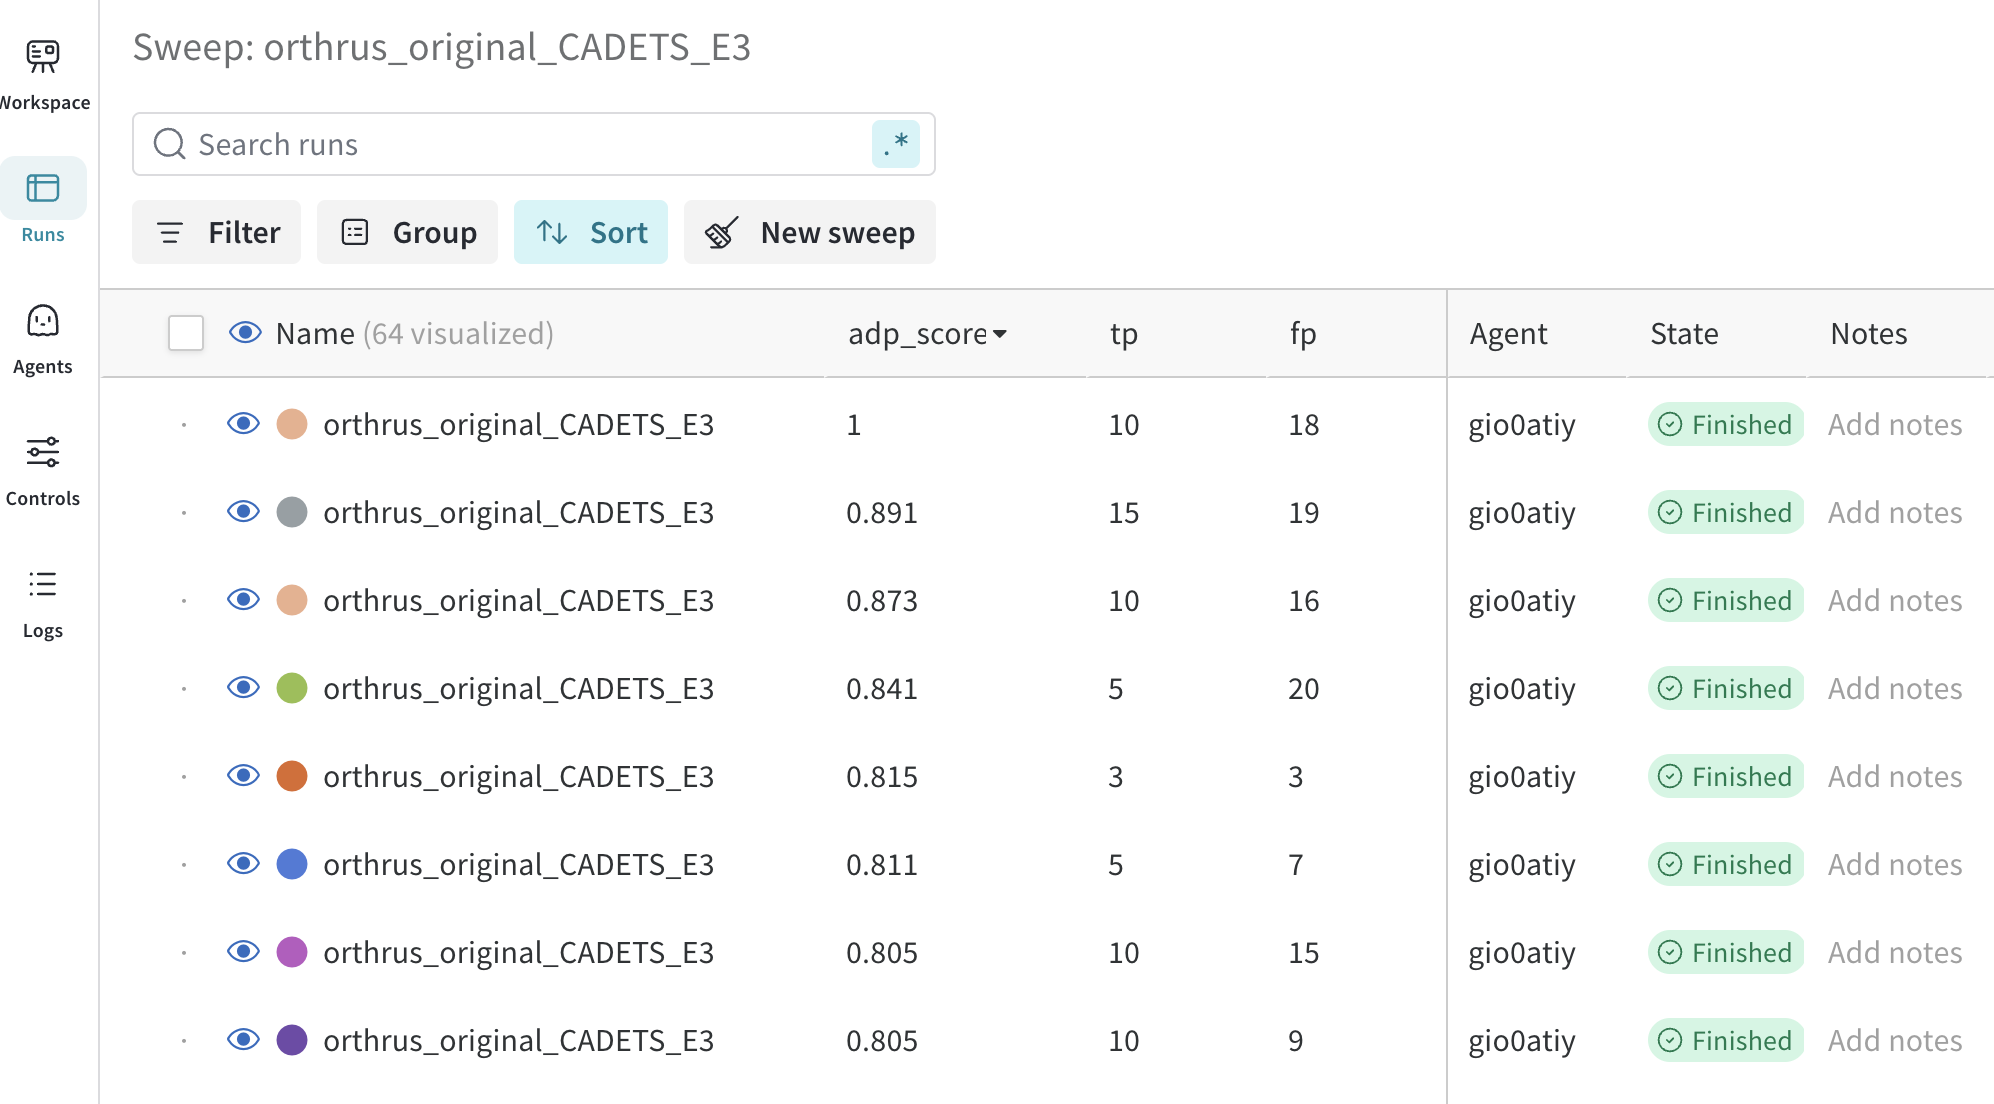 Sweep: orthrus_original_CADETS_E3
Workspace
Runs
Agents
Controls
Logs
Search runs .*
Filter Group Sort New sweep
Name (64 visualized) adp_score tp fp Agent State Notes
orthrus_original_CADETS_E3 1 10 18 gio0atiy Finished Add notes
orthrus_original_CADETS_E3 0.891 15 19 gio0atiy Finished Add notes
orthrus_original_CADETS_E3 0.873 10 16 gio0atiy Finished Add notes
orthrus_original_CADETS_E3 0.841 5 20 gio0atiy Finished Add notes
orthrus_original_CADETS_E3 0.815 3 3 gio0atiy Finished Add notes
orthrus_original_CADETS_E3 0.811 5 7 gio0atiy Finished Add notes
orthrus_original_CADETS_E3 0.805 10 15 gio0atiy Finished Add notes
orthrus_original_CADETS_E3 0.805 10 9 gio0atiy Finished Add notes